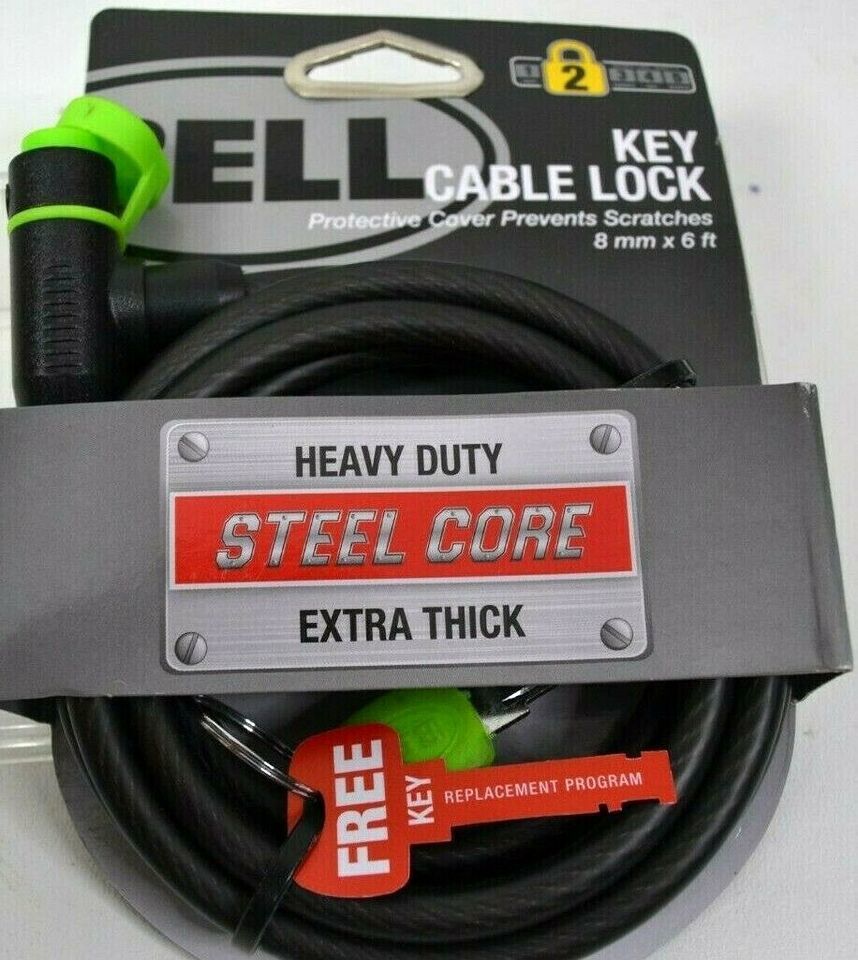 BELL
2
KEY
CABLE LOCK
Protective Cover Prevents Scratches
8 mm x 6 ft
HEAVY DUTY
STEEL CORE
EXTRA THICK
FREE
KEY
REPLACEMENT PROGRAM